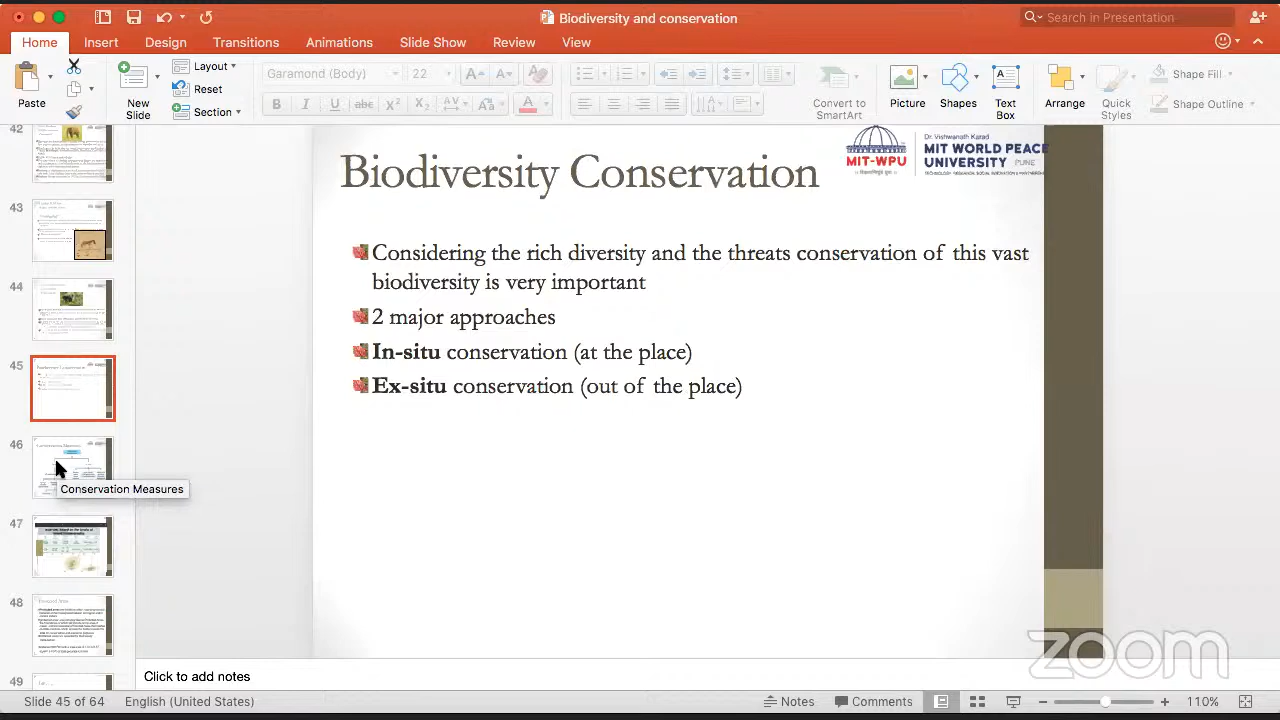 Biodiversity and conservation
Search in Presentation
Home
Insert
Design
Transitions
Animations
Slide Show
Review
View
Paste
New
Slide
Layout
Reset
Section
Garamond (Body)
22
Convert to
SmartArt
Picture
Shapes
Text
Box
Arrange
Quick
Styles
Shape Fill
Shape Outline
42
43
44
45
46
47
48
49
Conservation Measures
Biodiversity Conservation
MIT-WPU
Dr. Vishwanath Karad
MIT WORLD PEACE
UNIVERSITY PUNE
Considering the rich diversity and the threats conservation of this vast
biodiversity is very important
2 major approaches
In-situ conservation (at the place)
Ex-situ conservation (out of the place)
zoom
Click to add notes
Slide 45 of 64
English (United States)
Notes
Comments
110%